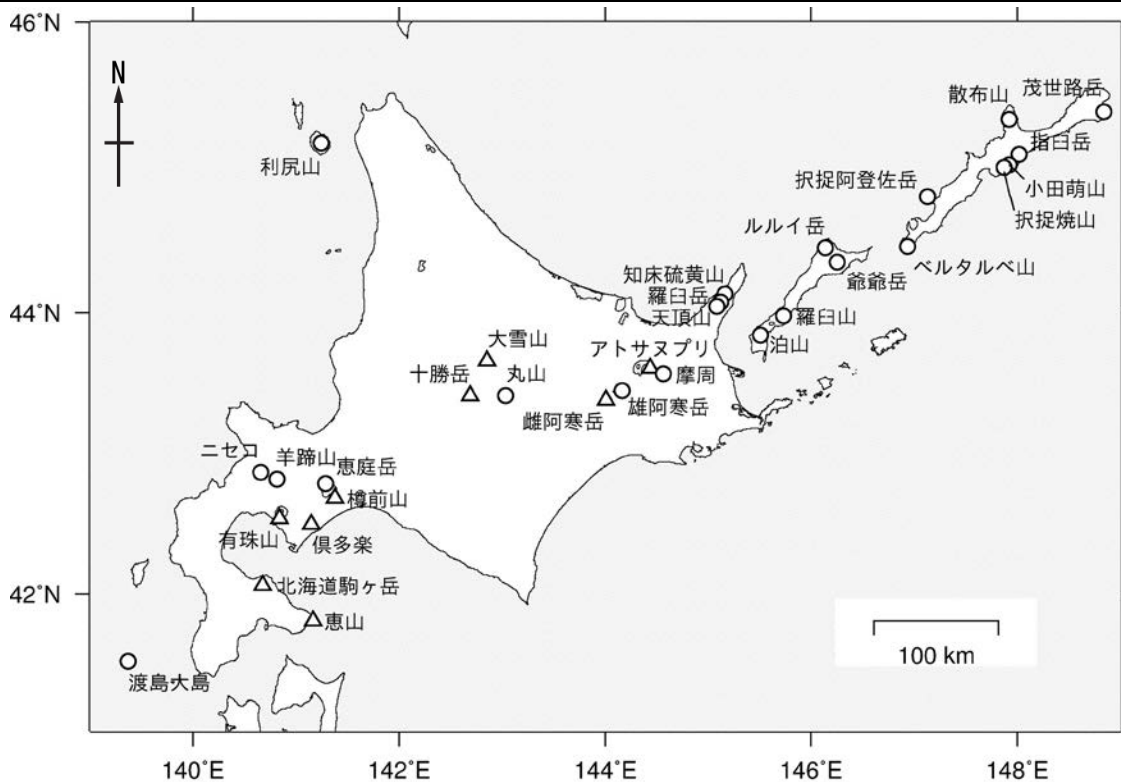 46°N
N
散布山
茂世路岳
利尻山
指臼岳
小田萌山
択捉焼山
択捉阿登佐岳
ルルイ岳
ベルタルベ山
知床硫黄山
爺爺岳
羅臼岳
天頂山
44°N
羅臼山
泊山
大雪山
アトサヌプリ
十勝岳
丸山
摩周
雌阿寒岳
雄阿寒岳
ニセコ
羊蹄山
恵庭岳
樽前山
有珠山
倶多楽
42°N
北海道駒ヶ岳
恵山
100 km
渡島大島
140°E
142°E
144°E
146°E
148°E